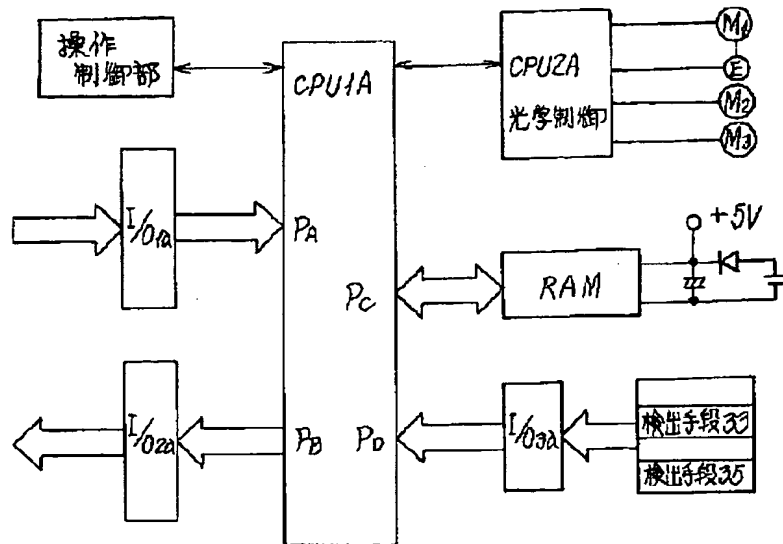 操作
制御部
CPU1A
CPU2A
光学制御
M1
E
M2
M3
I/O1a
PA
+5V
PC
RAM
I/O2a
PB
PD
I/O3a
検出手段33
検出手段35